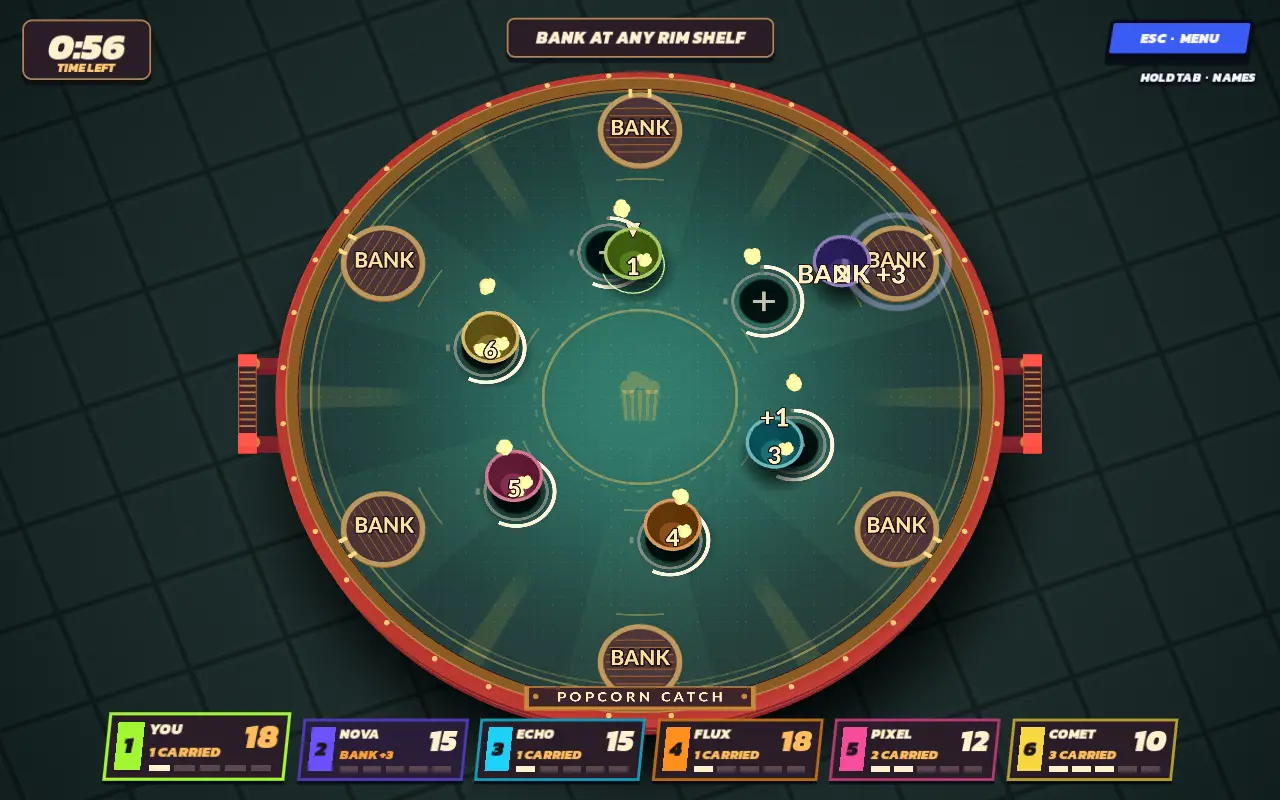 0:56
TIME LEFT
BANK AT ANY RIM SHELF
ESC · MENU
HOLD TAB · NAMES
BANK
BANK
BANK
BANK +3
1
6
+1
3
5
4
BANK
BANK
BANK
POPCORN CATCH
1 YOU 18
1 CARRIED
2 NOVA 15
BANK +3
3 ECHO 15
1 CARRIED
4 FLUX 18
1 CARRIED
5 PIXEL 12
2 CARRIED
6 COMET 10
3 CARRIED